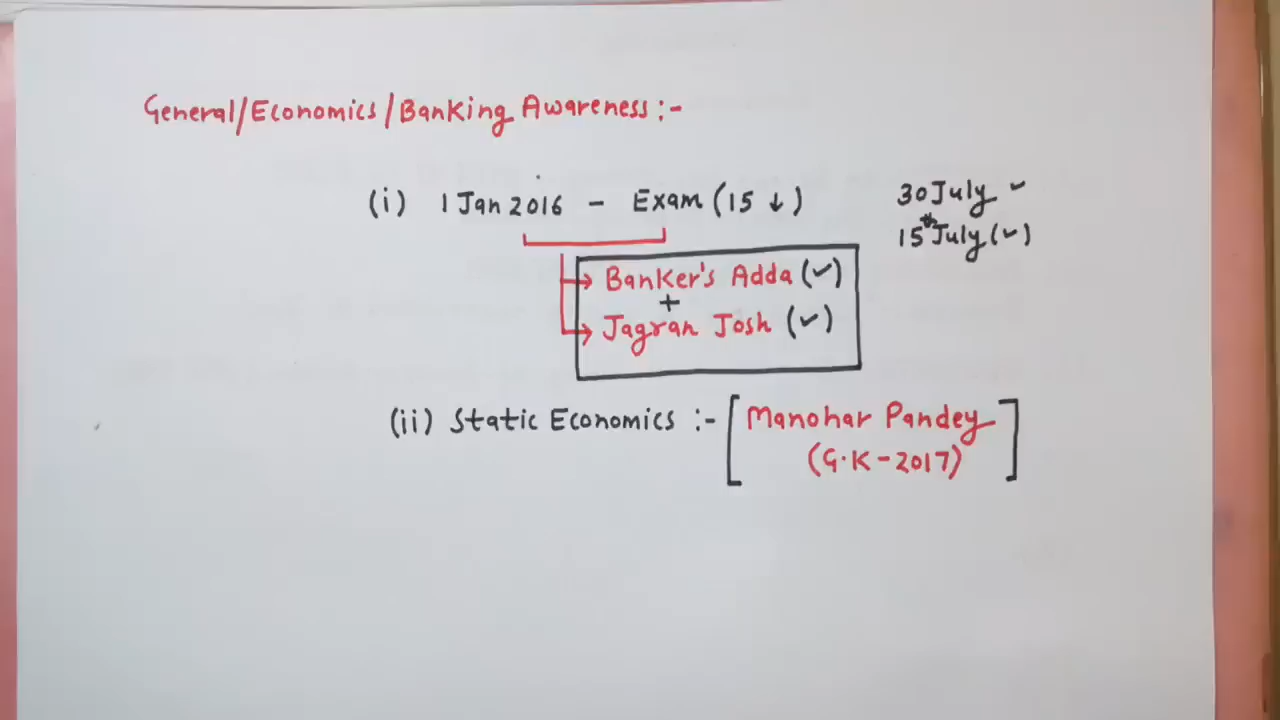 General/Economics/Banking Awareness:-
(i) 1 Jan 2016 - Exam (15 ↓)
30 July ✓
15th July (✓)
→ Banker's Adda (✓)
+
→ Jagran Josh (✓)
(ii) Static Economics :- [Manohar Pandey
(G.K-2017)]